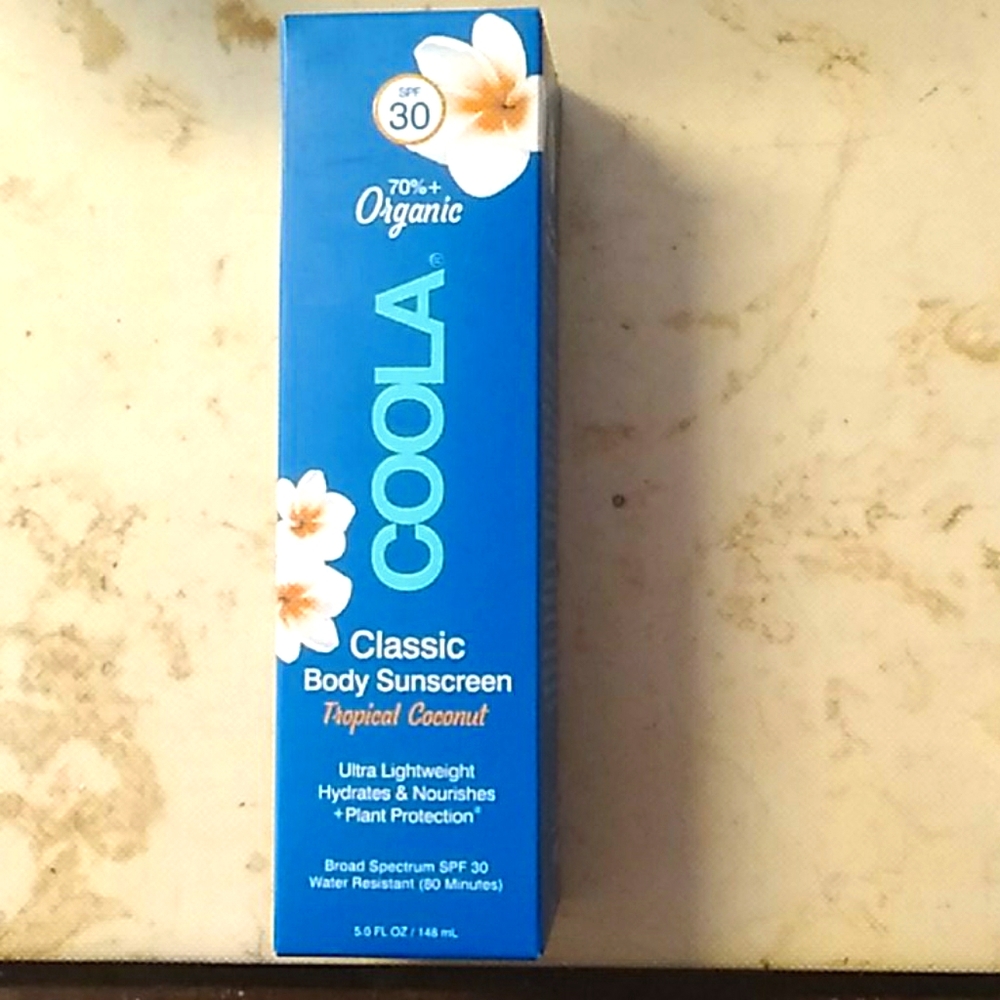 SPF
30
70%+
Organic
COOLA®
Classic
Body Sunscreen
Tropical Coconut
Ultra Lightweight
Hydrates & Nourishes
+Plant Protection®
Broad Spectrum SPF 30
Water Resistant (80 Minutes)
5.0 FL OZ / 148 mL